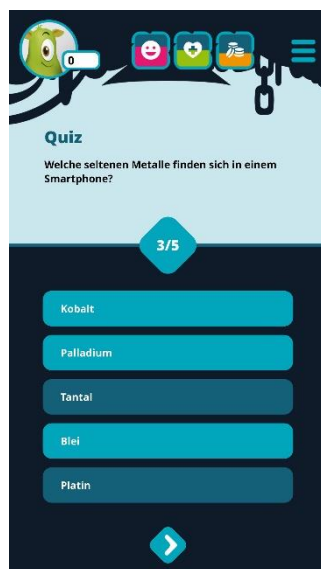 0
Quiz
Welche seltenen Metalle finden sich in einem
Smartphone?
3/5
Kobalt
Palladium
Tantal
Blei
Platin